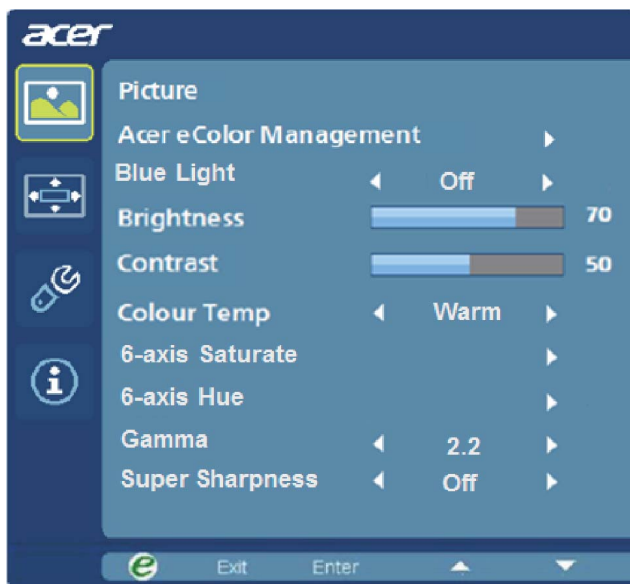 acer
Picture
Acer eColor Management
Blue Light Off
Brightness 70
Contrast 50
Colour Temp Warm
6-axis Saturate
6-axis Hue
Gamma 2.2
Super Sharpness Off
e Exit Enter